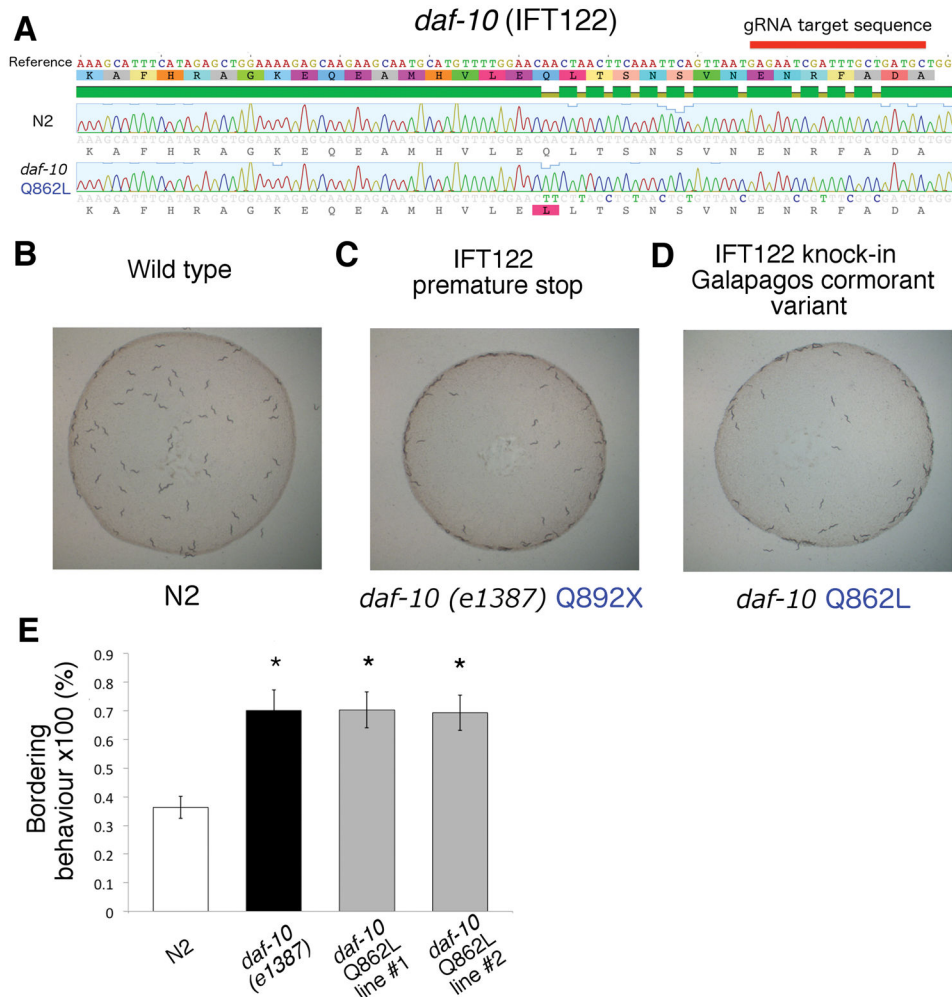 A
daf-10 (IFT122)
gRNA target sequence
Reference
AAAGCATTTCATAGAGCTGGAAAAGAGCAAGAAGCAATGCATGTTTTGGAACAACTAACTTCAAATTCAGTTAATGAGAATCGATTTGCTGATGCTGG
K A F H R A G K E Q E A M H V L E Q L T S N S V N E N R F A D A
N2
AAAGCATTTCATAGAGCTGGAAAAGAGCAAGAAGCAATGCATGTTTTGGAACAACTAACTTCAAATTCAGTTAATGAGAATCGATTTGCTGATGCTGG
K A F H R A G K E Q E A M H V L E Q L T S N S V N E N R F A D A
daf-10
Q862L
K A F H R A G K E Q E A M H V L E L L T S N S V N E N R F A D A
B
Wild type
N2
C
IFT122
premature stop
daf-10 (e1387) Q892X
D
IFT122 knock-in
Galapagos cormorant
variant
daf-10 Q862L
E
Bordering
behaviour x100 (%)
0.9
0.8
0.7
0.6
0.5
0.4
0.3
0.2
0.1
0
*
*
*
N2
daf-10
(e1387)
daf-10
Q862L
line #1
daf-10
Q862L
line #2